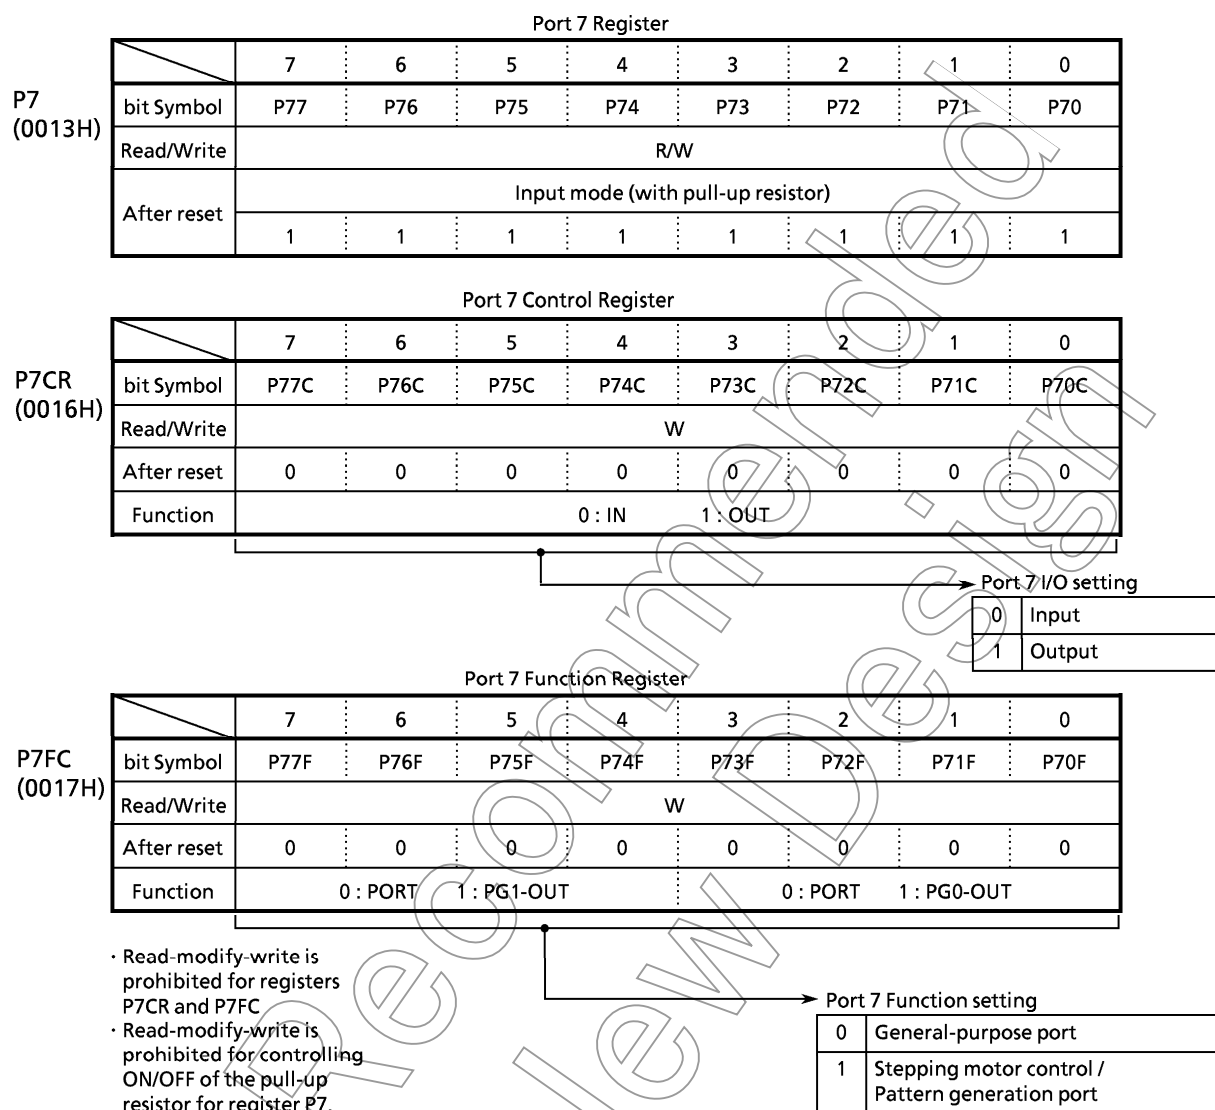 Port 7 Register
7 6 5 4 3 2 1 0
P7
(0013H)
bit Symbol P77 P76 P75 P74 P73 P72 P71 P70
Read/Write R/W
After reset Input mode (with pull-up resistor)
1 1 1 1 1 1 1 1
Port 7 Control Register
7 6 5 4 3 2 1 0
P7CR
(0016H)
bit Symbol P77C P76C P75C P74C P73C P72C P71C P70C
Read/Write W
After reset 0 0 0 0 0 0 0 0
Function 0 : IN 1 : OUT
Port 7 I/O setting
0 Input
1 Output
Port 7 Function Register
7 6 5 4 3 2 1 0
P7FC
(0017H)
bit Symbol P77F P76F P75F P74F P73F P72F P71F P70F
Read/Write W
After reset 0 0 0 0 0 0 0 0
Function 0 : PORT 1 : PG1-OUT 0 : PORT 1 : PG0-OUT
· Read-modify-write is
prohibited for registers
P7CR and P7FC
· Read-modify-write is
prohibited for controlling
ON/OFF of the pull-up
resistor for register P7.
Port 7 Function setting
0 General-purpose port
1 Stepping motor control /
Pattern generation port
Recommended
New Design